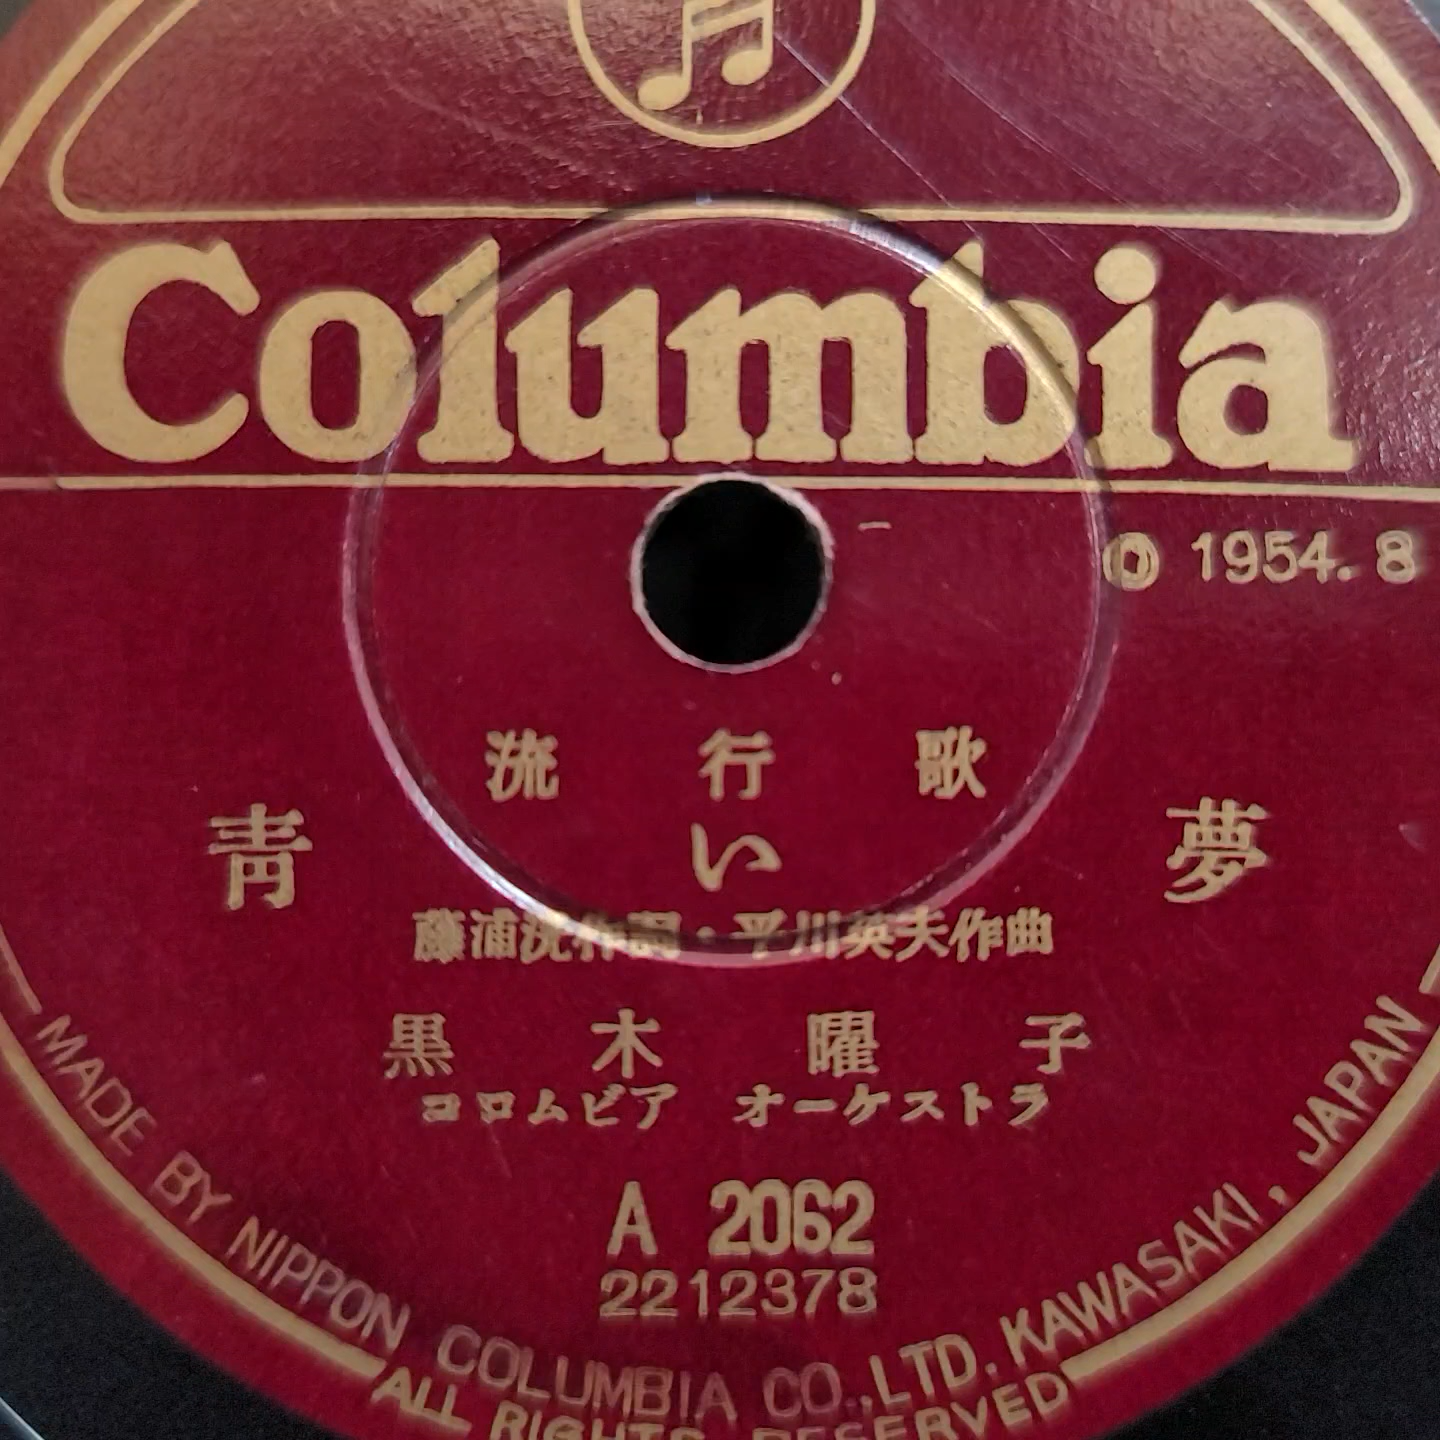 Columbia
Ⓟ 1954. 8
流行歌
青い夢
藤浦洸作詞・平川英夫作曲
黒木曜子
コロムビア オーケストラ
A 2062
2212378
MADE BY NIPPON COLUMBIA CO.,LTD. KAWASAKI, JAPAN
ALL RIGHTS RESERVED